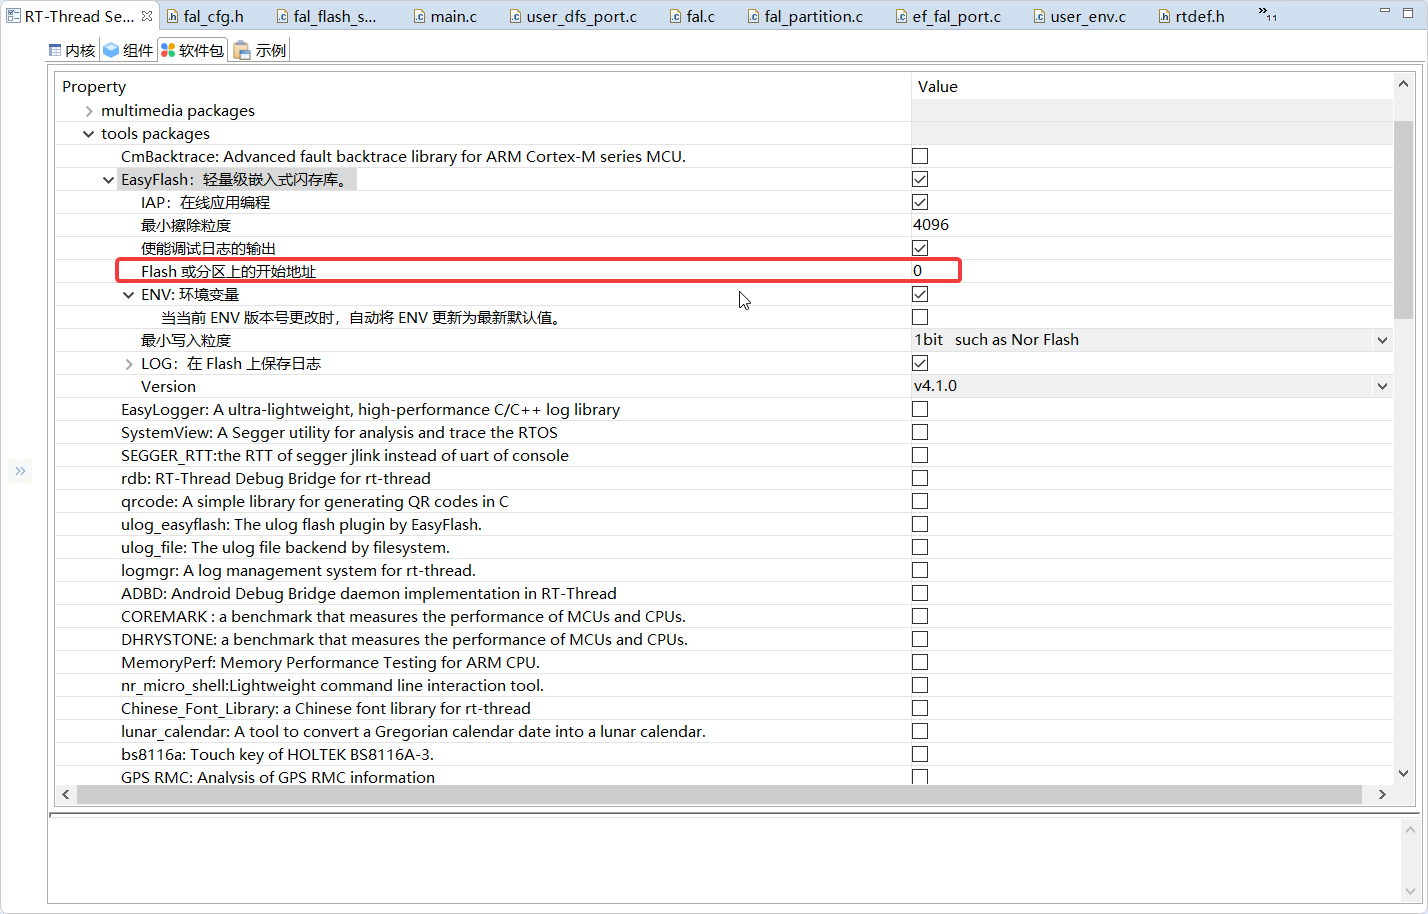 RT-Thread Se...
fal_cfg.h
fal_flash_s...
main.c
user_dfs_port.c
fal.c
fal_partition.c
ef_fal_port.c
user_env.c
rtdef.h
»11
内核
组件
软件包
示例
Property Value
multimedia packages
tools packages
CmBacktrace: Advanced fault backtrace library for ARM Cortex-M series MCU.
EasyFlash：轻量级嵌入式闪存库。
IAP：在线应用编程
最小擦除粒度 4096
使能调试日志的输出
Flash 或分区上的开始地址 0
ENV: 环境变量
当当前 ENV 版本号更改时，自动将 ENV 更新为最新默认值。
最小写入粒度 1bit such as Nor Flash
LOG：在 Flash 上保存日志
Version v4.1.0
EasyLogger: A ultra-lightweight, high-performance C/C++ log library
SystemView: A Segger utility for analysis and trace the RTOS
SEGGER_RTT:the RTT of segger jlink instead of uart of console
rdb: RT-Thread Debug Bridge for rt-thread
qrcode: A simple library for generating QR codes in C
ulog_easyflash: The ulog flash plugin by EasyFlash.
ulog_file: The ulog file backend by filesystem.
logmgr: A log management system for rt-thread.
ADBD: Android Debug Bridge daemon implementation in RT-Thread
COREMARK : a benchmark that measures the performance of MCUs and CPUs.
DHRYSTONE: a benchmark that measures the performance of MCUs and CPUs.
MemoryPerf: Memory Performance Testing for ARM CPU.
nr_micro_shell:Lightweight command line interaction tool.
Chinese_Font_Library: a Chinese font library for rt-thread
lunar_calendar: A tool to convert a Gregorian calendar date into a lunar calendar.
bs8116a: Touch key of HOLTEK BS8116A-3.
GPS RMC: Analysis of GPS RMC information